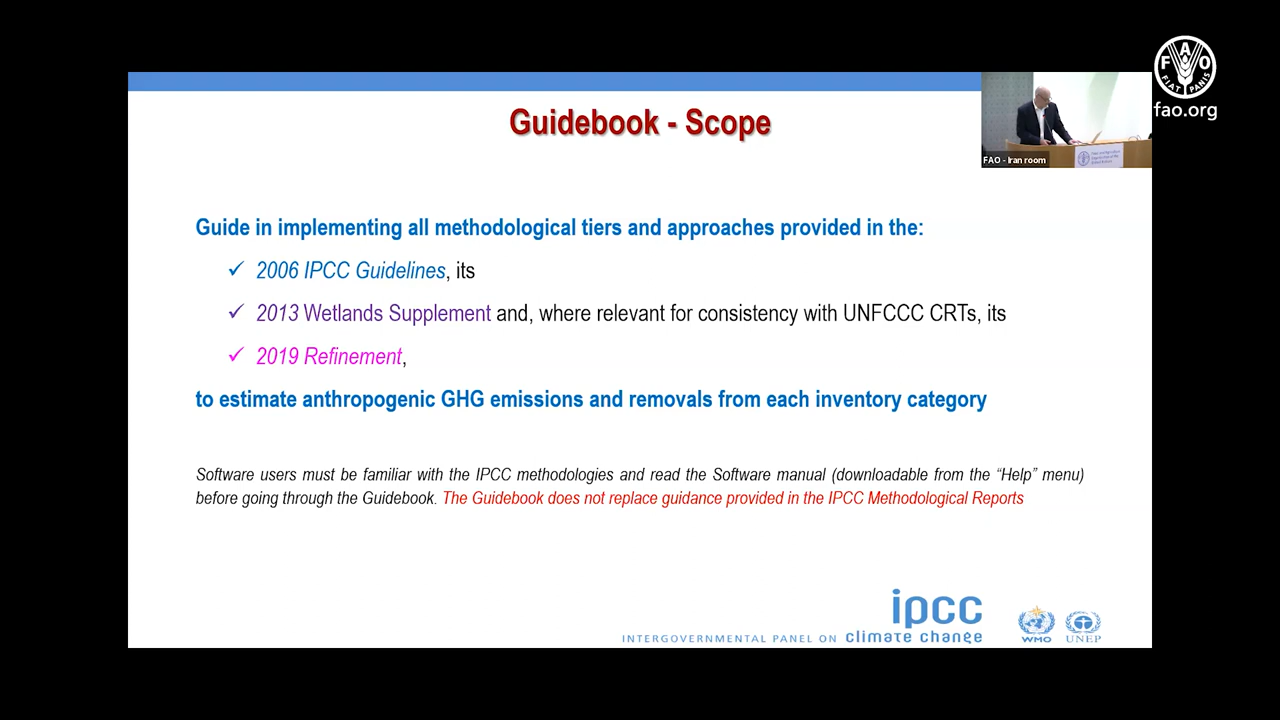 Guidebook - Scope
FAO
FIAT PANIS
fao.org
FAO - Iran room
Guide in implementing all methodological tiers and approaches provided in the:
✓ 2006 IPCC Guidelines, its
✓ 2013 Wetlands Supplement and, where relevant for consistency with UNFCCC CRTs, its
✓ 2019 Refinement,
to estimate anthropogenic GHG emissions and removals from each inventory category
Software users must be familiar with the IPCC methodologies and read the Software manual (downloadable from the “Help” menu)
before going through the Guidebook. The Guidebook does not replace guidance provided in the IPCC Methodological Reports
ipcc
INTERGOVERNMENTAL PANEL ON climate change
WMO
UNEP